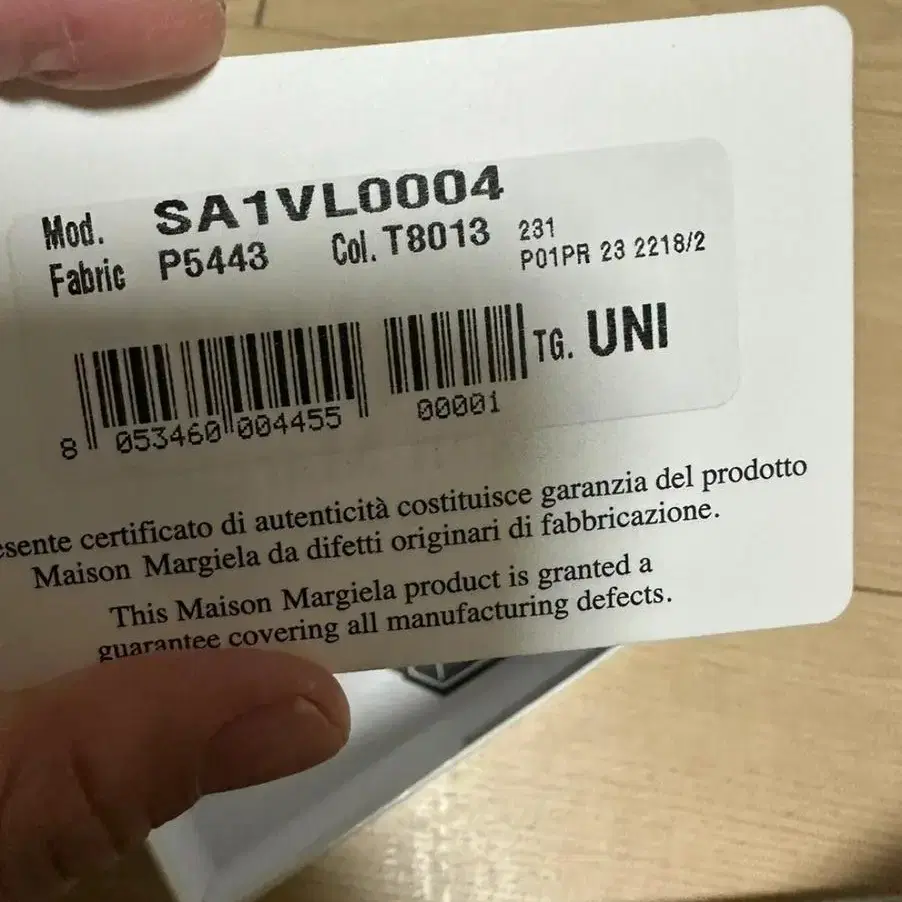 Mod. SA1VL0004
Fabric P5443 Col. T8013 231
P01PR 23 2218/2
TG. UNI
8 053460 004455 00001
certificato di autenticità costituisce garanzia del prodotto
Maison Margiela da difetti originari di fabbricazione.
This Maison Margiela product is granted a
guarantee covering all manufacturing defects.